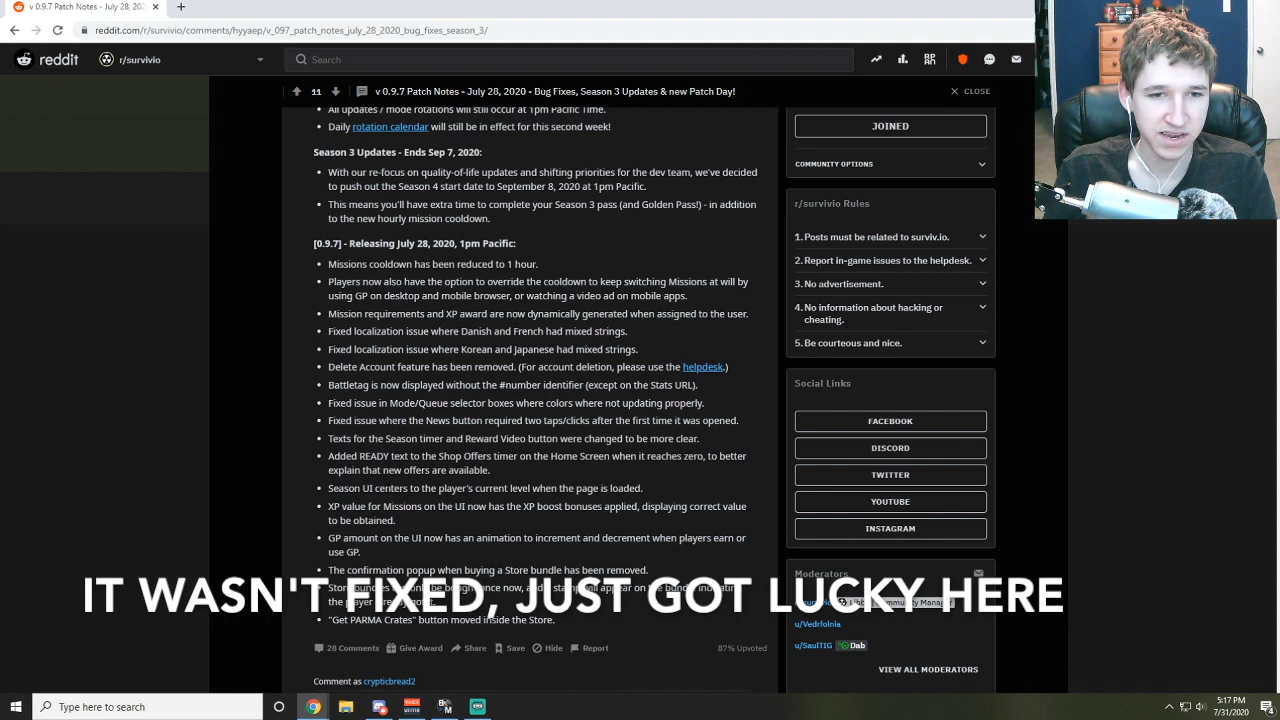 v 0.9.7 Patch Notes - July 28, 202
reddit.com/r/survivio/comments/hyyaep/v_097_patch_notes_july_28_2020_bug_fixes_season_3/
reddit
r/survivio
Search
11
v 0.9.7 Patch Notes - July 28, 2020 - Bug Fixes, Season 3 Updates & new Patch Day!
CLOSE
All updates / mode rotations will still occur at 1pm Pacific Time.
Daily rotation calendar will still be in effect for this second week!
Season 3 Updates - Ends Sep 7, 2020:
With our re-focus on quality-of-life updates and shifting priorities for the dev team, we've decided
to push out the Season 4 start date to September 8, 2020 at 1pm Pacific.
This means you'll have extra time to complete your Season 3 pass (and Golden Pass!) - in addition
to the new hourly mission cooldown.
[0.9.7] - Releasing July 28, 2020, 1pm Pacific:
Missions cooldown has been reduced to 1 hour.
Players now also have the option to override the cooldown to keep switching Missions at will by
using GP on desktop and mobile browser, or watching a video ad on mobile apps.
Mission requirements and XP award are now dynamically generated when assigned to the user.
Fixed localization issue where Danish and French had mixed strings.
Fixed localization issue where Korean and Japanese had mixed strings.
Delete Account feature has been removed. (For account deletion, please use the helpdesk.)
Battletag is now displayed without the #number identifier (except on the Stats URL).
Fixed issue in Mode/Queue selector boxes where colors where not updating properly.
Fixed issue where the News button required two taps/clicks after the first time it was opened.
Texts for the Season timer and Reward Video button were changed to be more clear.
Added READY text to the Shop Offers timer on the Home Screen when it reaches zero, to better
explain that new offers are available.
Season UI centers to the player's current level when the page is loaded.
XP value for Missions on the UI now has the XP boost bonuses applied, displaying correct value
to be obtained.
GP amount on the UI now has an animation to increment and decrement when players earn or
use GP.
The confirmation popup when buying a Store bundle has been removed.
"Get PARMA Crates" button moved inside the Store.
28 Comments
Give Award
Share
Save
Hide
Report
87% Upvoted
Comment as crypticbread2
JOINED
COMMUNITY OPTIONS
r/survivio Rules
1. Posts must be related to surviv.io.
2. Report in-game issues to the helpdesk.
3. No advertisement.
4. No information about hacking or
cheating.
5. Be courteous and nice.
Social Links
FACEBOOK
DISCORD
TWITTER
YOUTUBE
INSTAGRAM
Moderators
Community Manager
u/Vedrfolnia
u/SaulTIG Dab
VIEW ALL MODERATORS
IT WASN'T FIXED, JUST GOT LUCKY HERE
Type here to search
5:17 PM
7/31/2020